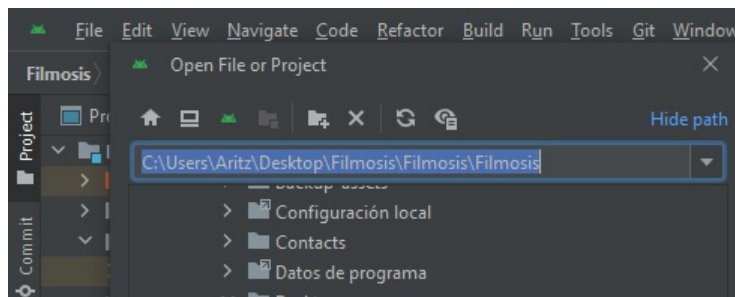 File Edit View Navigate Code Refactor Build Run Tools Git Window
Filmosis
Open File or Project
Project
Hide path
C:\Users\Aritz\Desktop\Filmosis\Filmosis\Filmosis
Configuración local
Commit
Contacts
Datos de programa